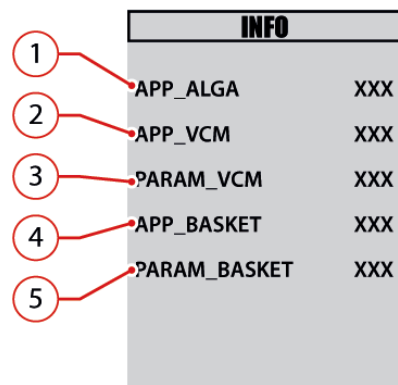 INFO
1 APP_ALGA XXX
2 APP_VCM XXX
3 PARAM_VCM XXX
4 APP_BASKET XXX
5 PARAM_BASKET XXX